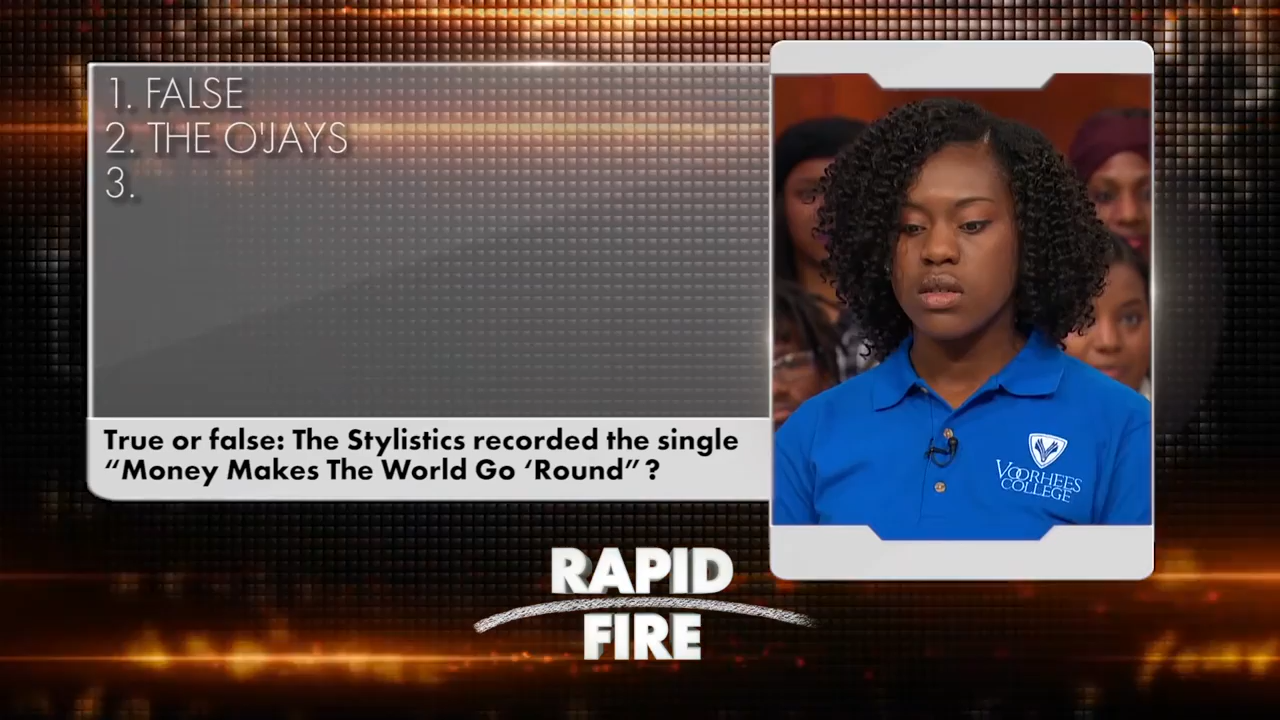 1. FALSE
2. THE O'JAYS
3.
True or false: The Stylistics recorded the single
“Money Makes The World Go ‘Round”?
VOORHEES
COLLEGE
RAPID
FIRE